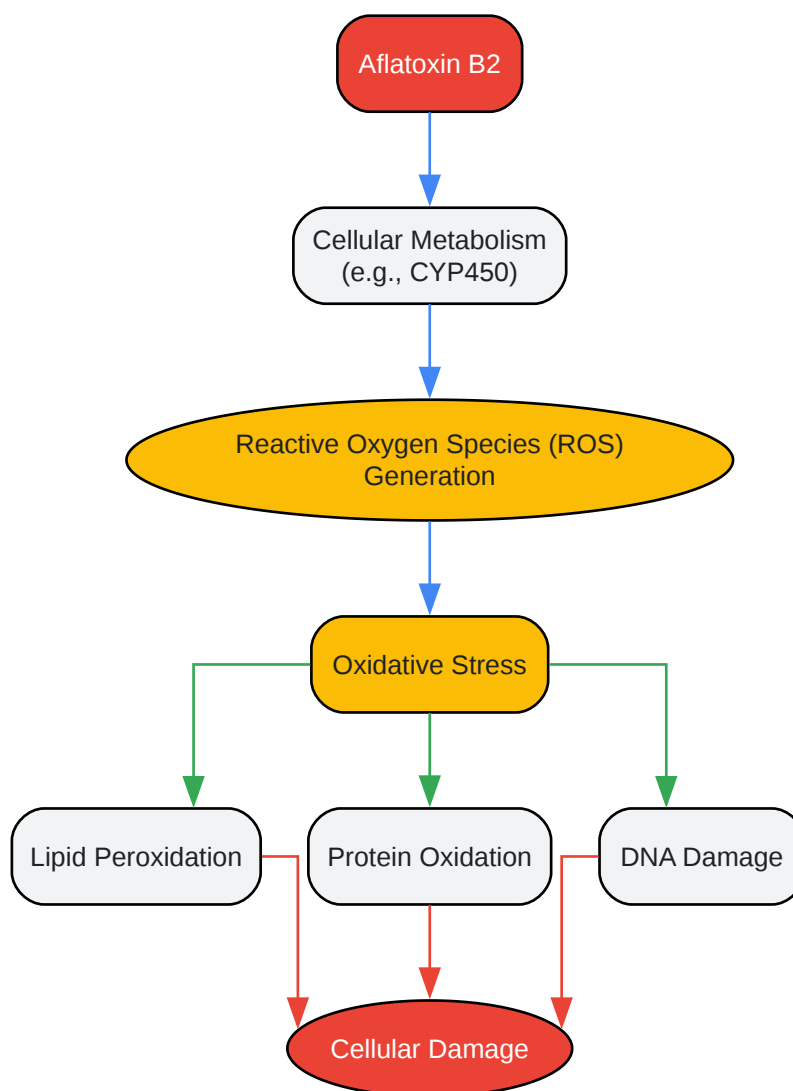 Aflatoxin B2
Cellular Metabolism
(e.g., CYP450)
Reactive Oxygen Species (ROS)
Generation
Oxidative Stress
Lipid Peroxidation
Protein Oxidation
DNA Damage
Cellular Damage